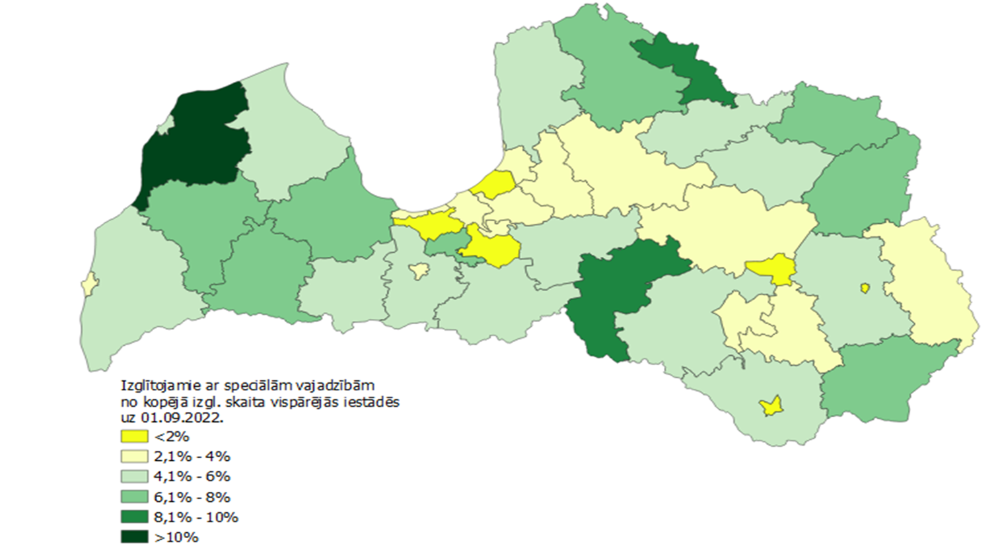 Izglītojamie ar speciālām vajadzībām
no kopējā izgl. skaita vispārējās iestādēs
uz 01.09.2022.
<2%
2,1% - 4%
4,1% - 6%
6,1% - 8%
8,1% - 10%
>10%